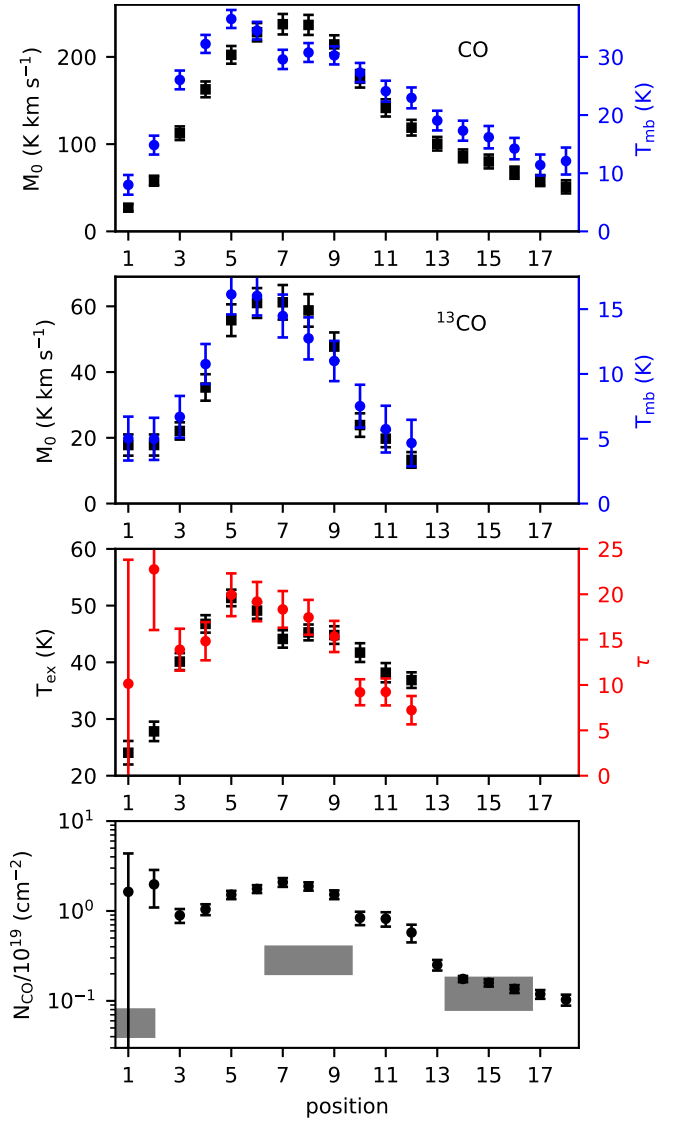 CO
M₀ (K km s⁻¹)
T_mb (K)
0 100 200
0 10 20 30
1 3 5 7 9 11 13 15 17
¹³CO
M₀ (K km s⁻¹)
T_mb (K)
0 20 40 60
0 5 10 15
1 3 5 7 9 11 13 15 17
T_ex (K)
τ
20 30 40 50 60
0 5 10 15 20 25
1 3 5 7 9 11 13 15 17
N_CO/10¹⁹ (cm⁻²)
10⁻¹ 10⁰ 10¹
1 3 5 7 9 11 13 15 17
position